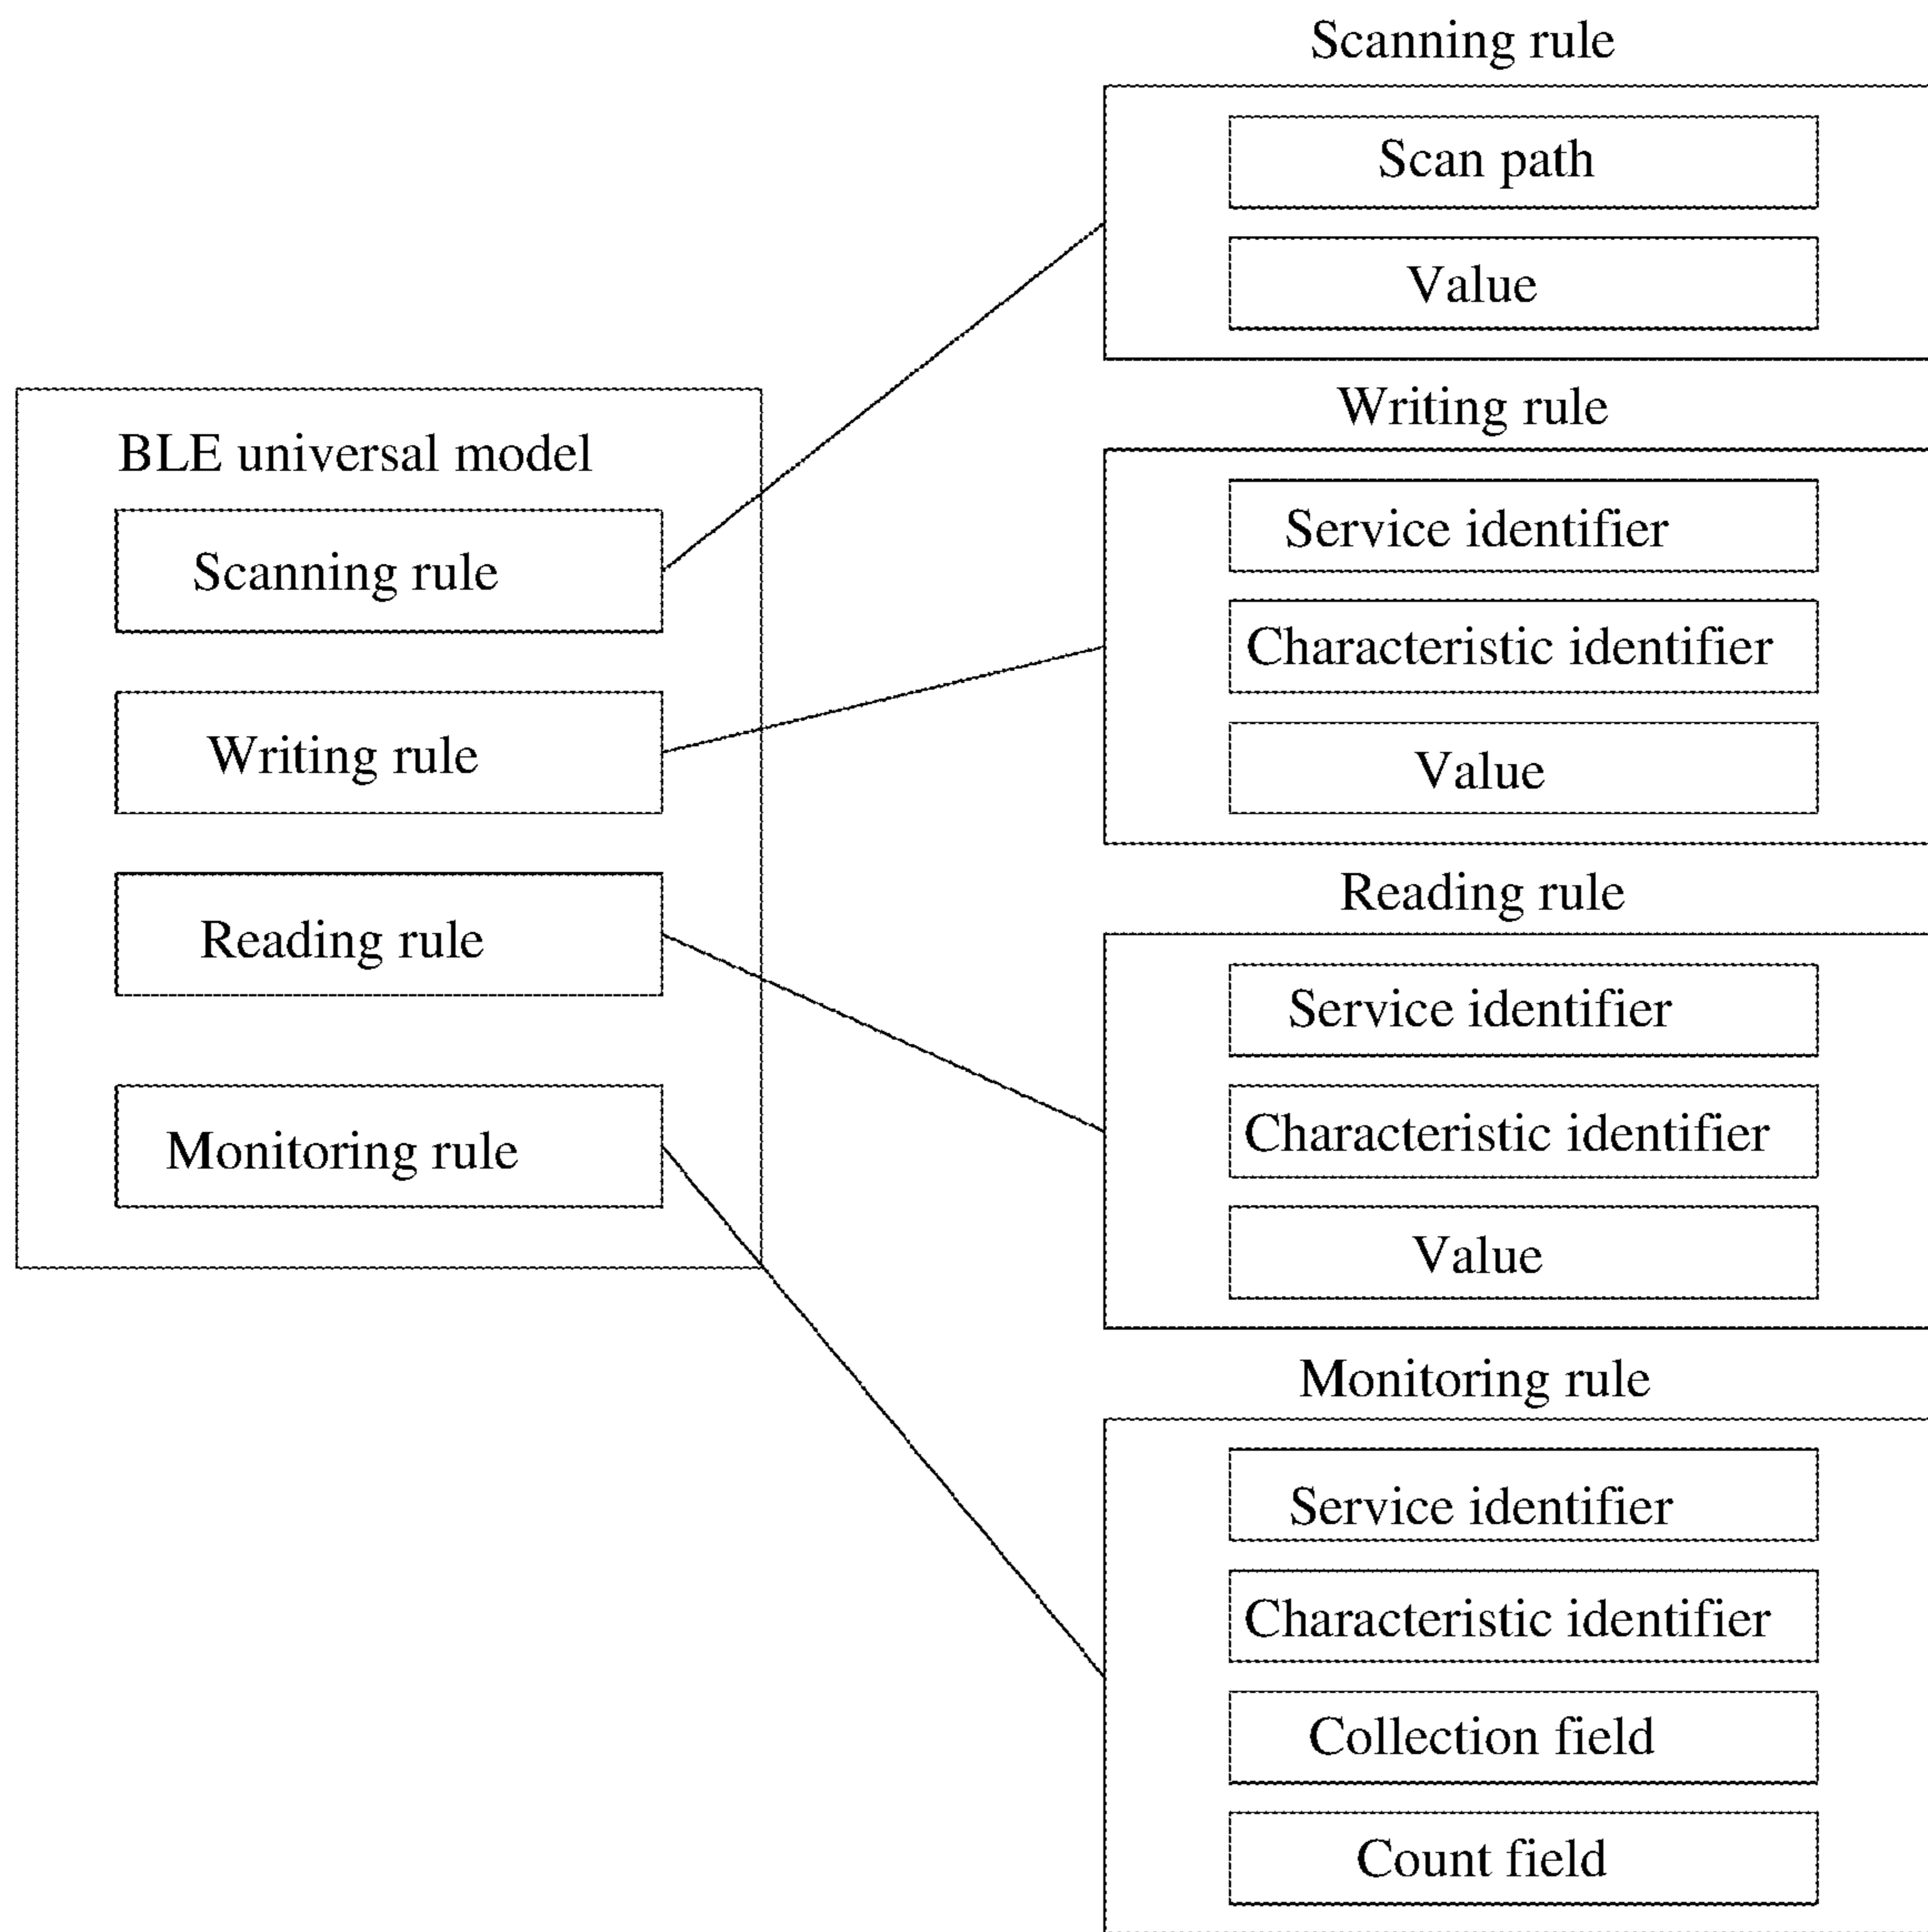 BLE universal model
Scanning rule
Writing rule
Reading rule
Monitoring rule
Scanning rule
Scan path
Value
Writing rule
Service identifier
Characteristic identifier
Value
Reading rule
Service identifier
Characteristic identifier
Value
Monitoring rule
Service identifier
Characteristic identifier
Collection field
Count field